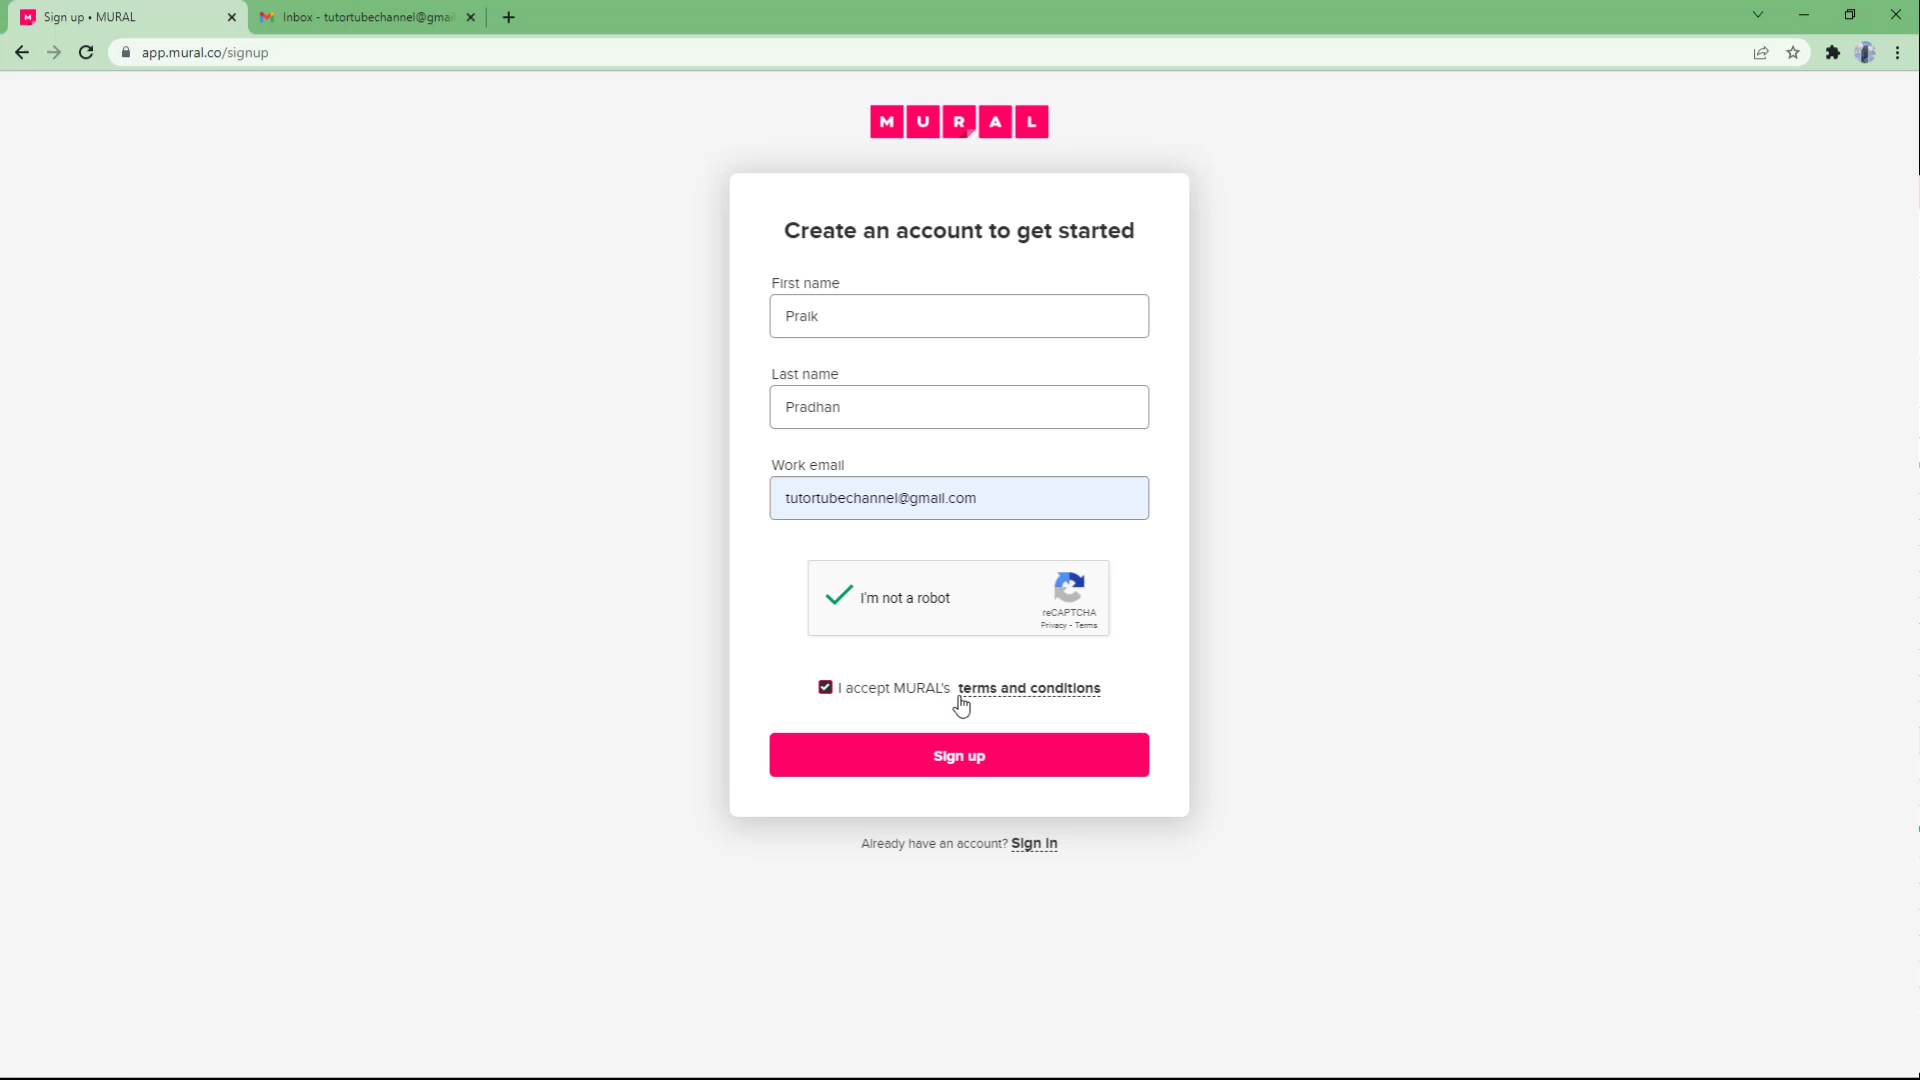 Sign up • MURAL
Inbox - tutortubechannel@gmai
app.mural.co/signup
MURAL
Create an account to get started
First name
Praik
Last name
Pradhan
Work email
tutortubechannel@gmail.com
I'm not a robot
reCAPTCHA
Privacy - Terms
I accept MURAL's terms and conditions
Sign up
Already have an account? Sign in